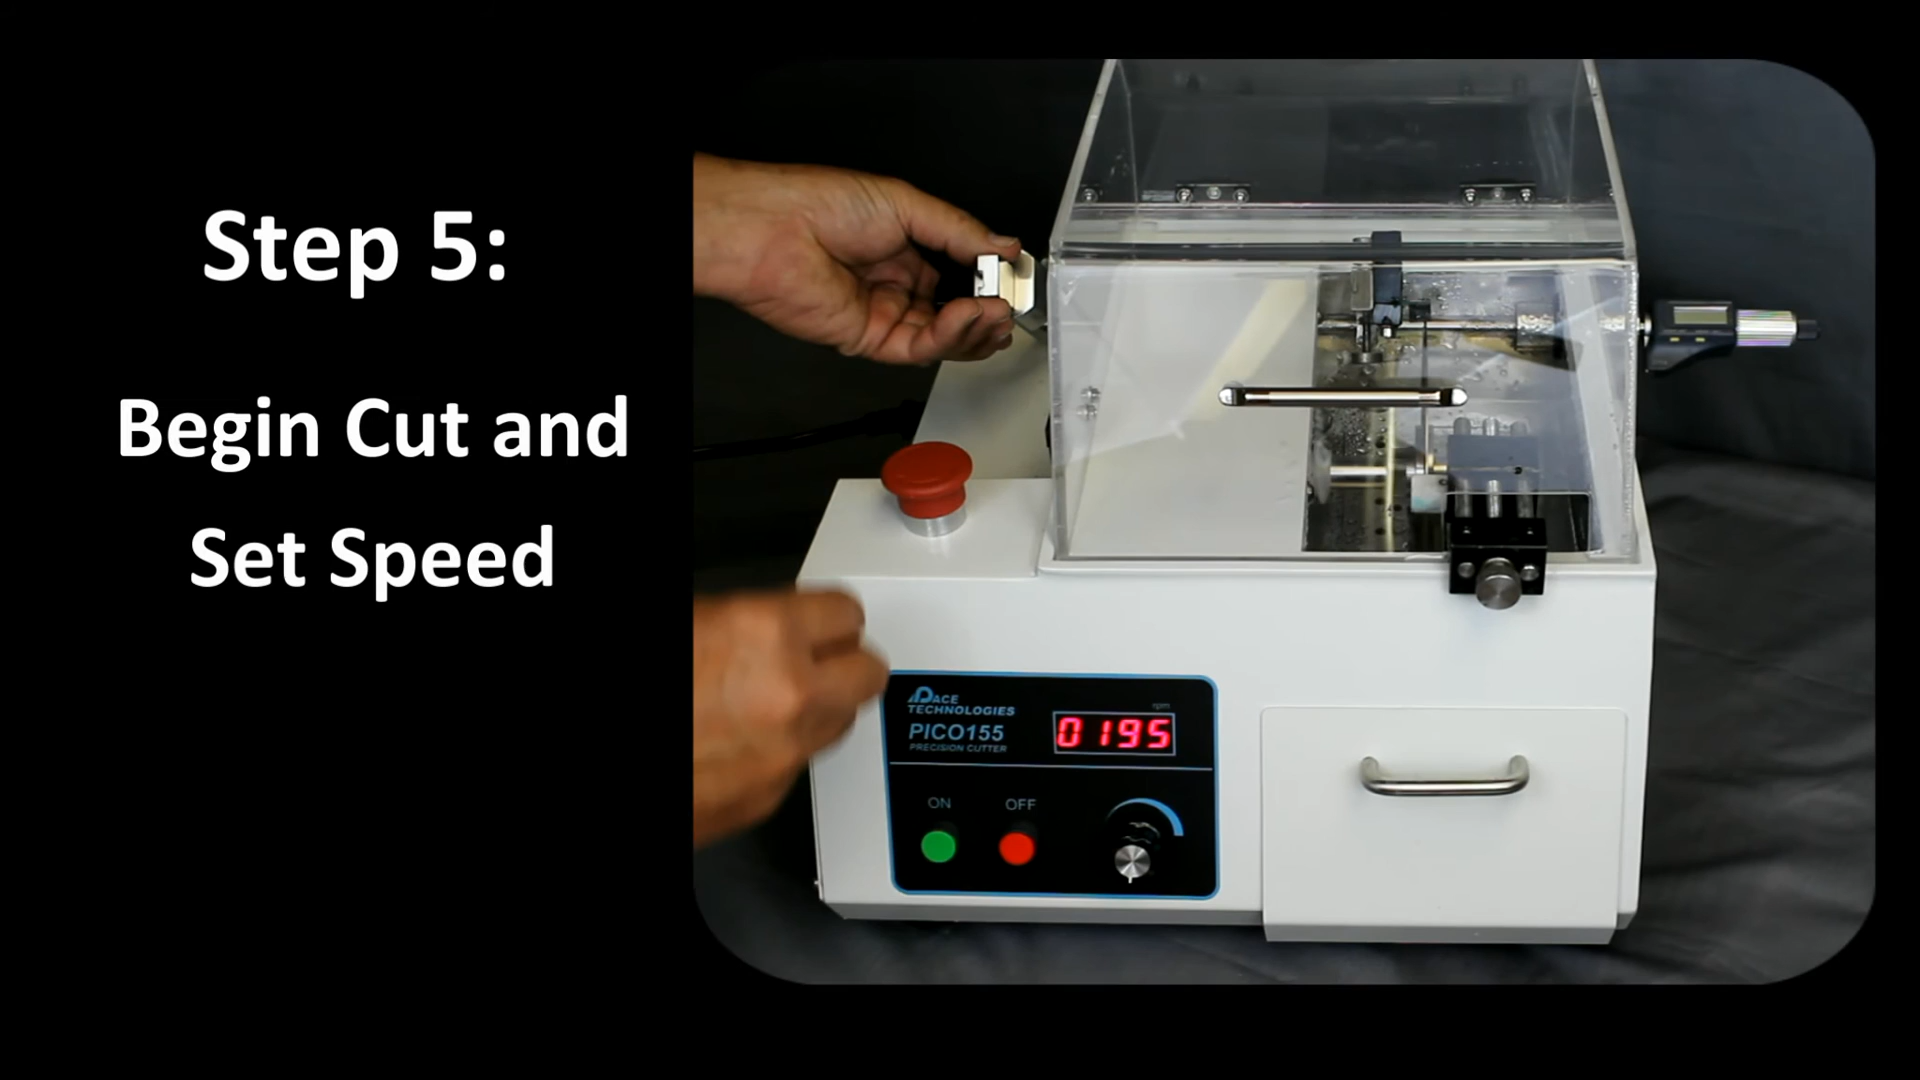 Step 5:
Begin Cut and
Set Speed
PACE
TECHNOLOGIES
PICO155
PRECISION CUTTER
rpm
0195
ON
OFF